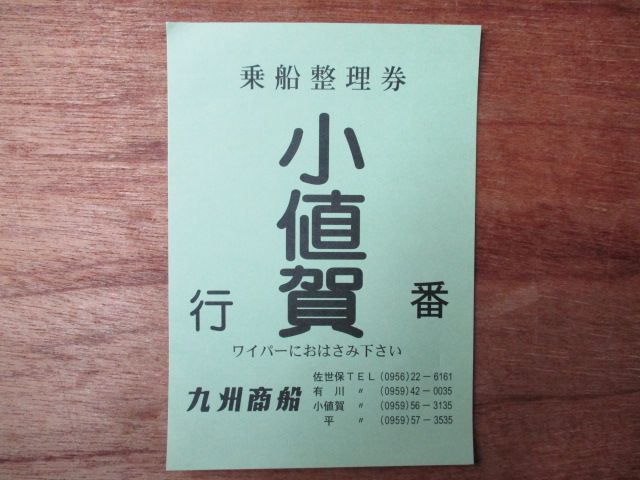 乗船整理券
小値賀
行 番
ワイパーにおはさみ下さい
九州商船
佐世保TEL(0956)22-6161
有川 〃 (0959)42-0035
小値賀 〃 (0959)56-3135
平 〃 (0959)57-3535